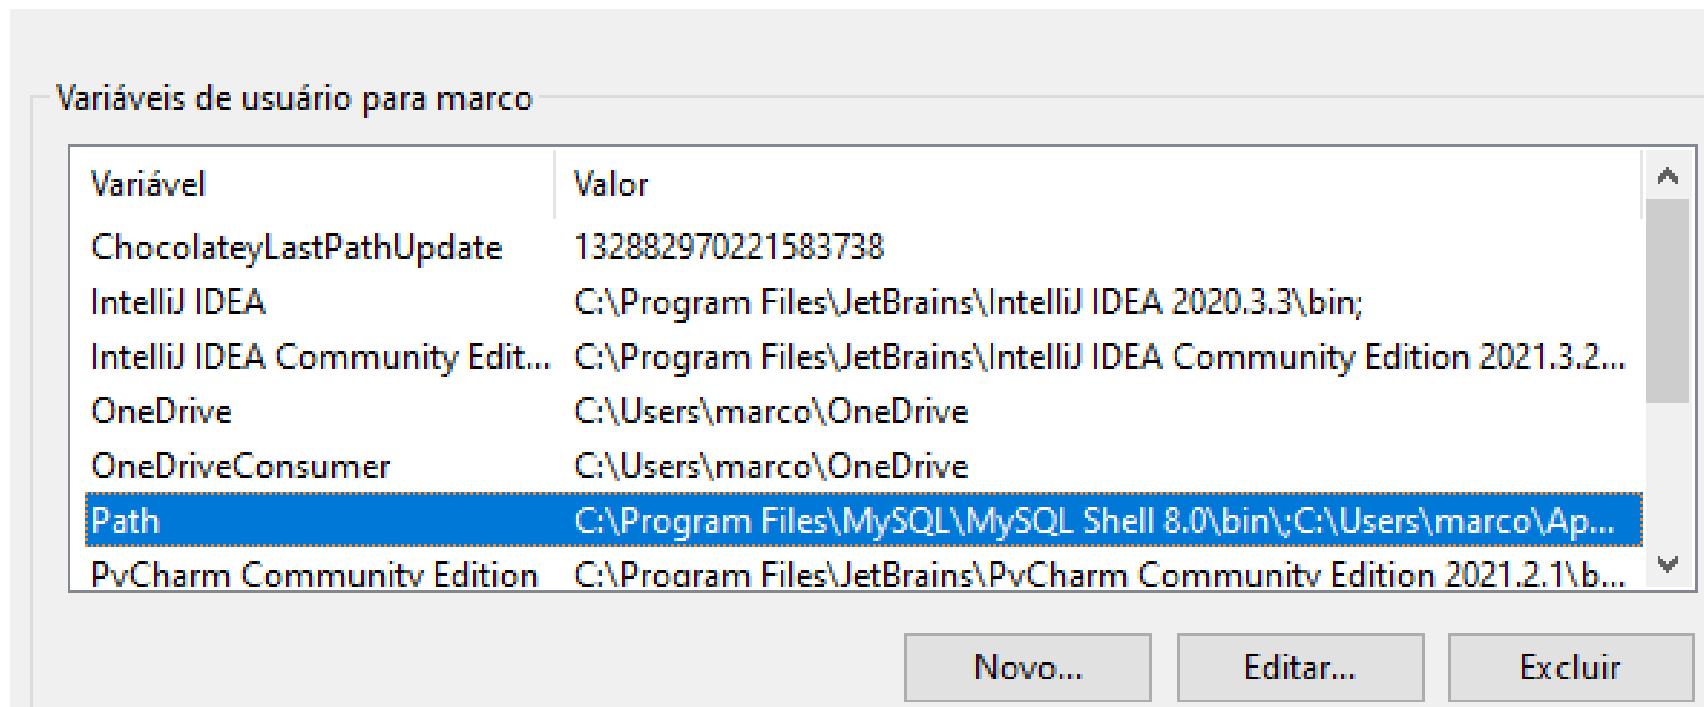 Variáveis de usuário para marco
Variável Valor
ChocolateyLastPathUpdate 132882970221583738
IntelliJ IDEA C:\Program Files\JetBrains\IntelliJ IDEA 2020.3.3\bin;
IntelliJ IDEA Community Edit... C:\Program Files\JetBrains\IntelliJ IDEA Community Edition 2021.3.2...
OneDrive C:\Users\marco\OneDrive
OneDriveConsumer C:\Users\marco\OneDrive
Path C:\Program Files\MySQL\MySQL Shell 8.0\bin\;C:\Users\marco\Ap...
PyCharm Community Edition C:\Program Files\JetBrains\PyCharm Community Edition 2021.2.1\b...
Novo... Editar... Excluir